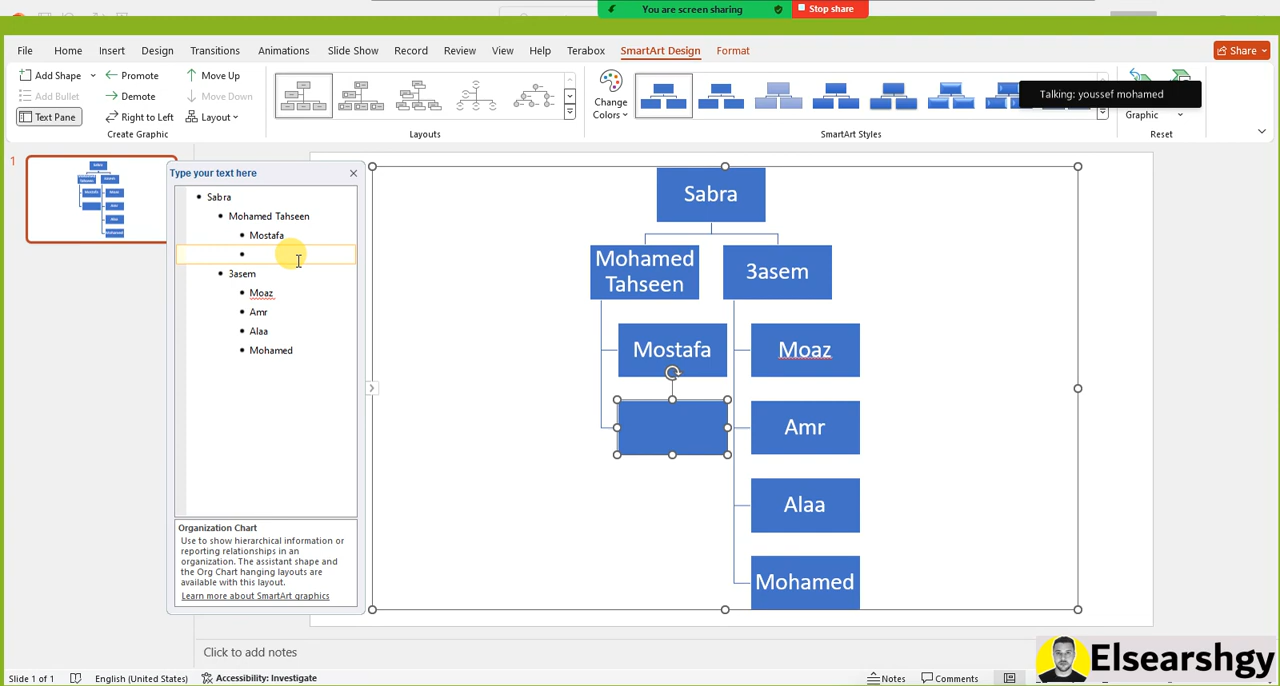 You are screen sharing
Stop share
File Home Insert Design Transitions Animations Slide Show Record Review View Help Terabox SmartArt Design Format
Share
Add Shape
Promote
Move Up
Add Bullet
Demote
Move Down
Text Pane
Right to Left
Layout
Create Graphic
Layouts
Change
Colors
SmartArt Styles
Talking: youssef mohamed
Graphic
Reset
1
Type your text here
Sabra
Mohamed Tahseen
Mostafa
3asem
Moaz
Amr
Alaa
Mohamed
Organization Chart
Use to show hierarchical information or
reporting relationships in an
organization. The assistant shape and
the Org Chart hanging layouts are
available with this layout.
Learn more about SmartArt graphics
Sabra
Mohamed
Tahseen
3asem
Mostafa
Moaz
Amr
Alaa
Mohamed
Click to add notes
Slide 1 of 1
English (United States)
Accessibility: Investigate
Notes
Comments
Elsearshgy